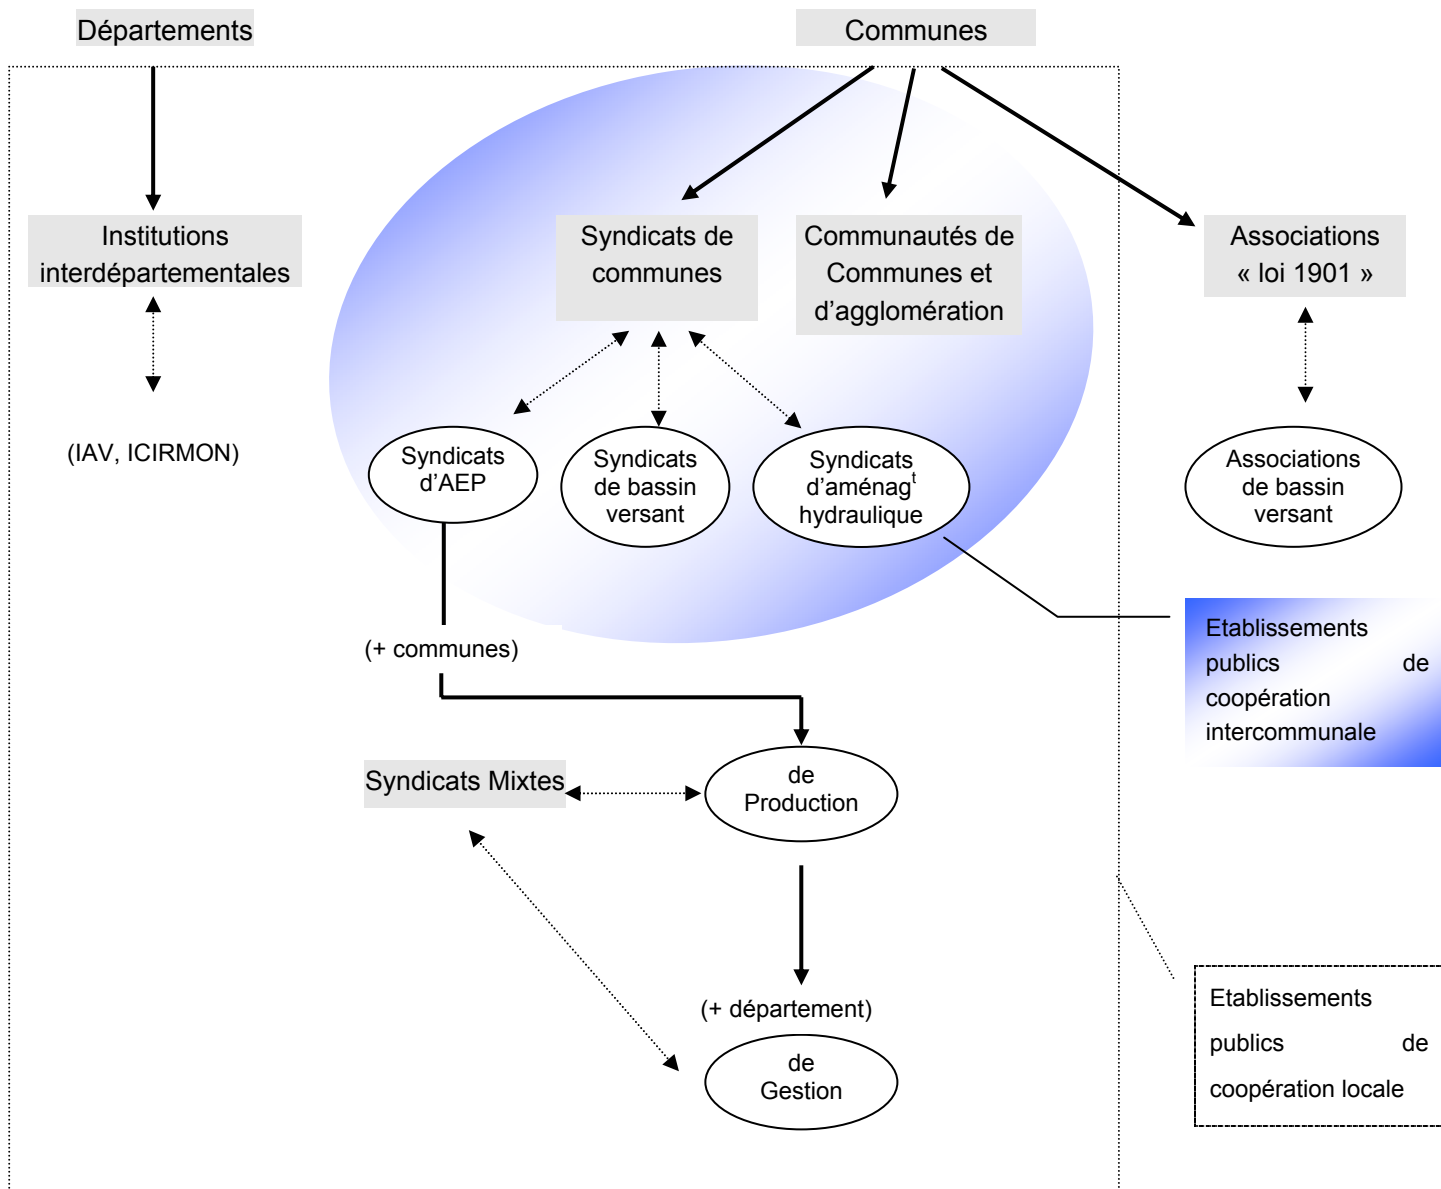 Départements
Communes
Institutions
interdépartementales
Syndicats de
communes
Communautés de
Communes et
d'agglomération
Associations
« loi 1901 »
(IAV, ICIRMON)
Syndicats
d'AEP
Syndicats
de bassin
versant
Syndicats
d'aménagᵗ
hydraulique
Associations
de bassin
versant
(+ communes)
Etablissements
publics de
coopération
intercommunale
Syndicats Mixtes
de
Production
(+ département)
de
Gestion
Etablissements
publics de
coopération locale